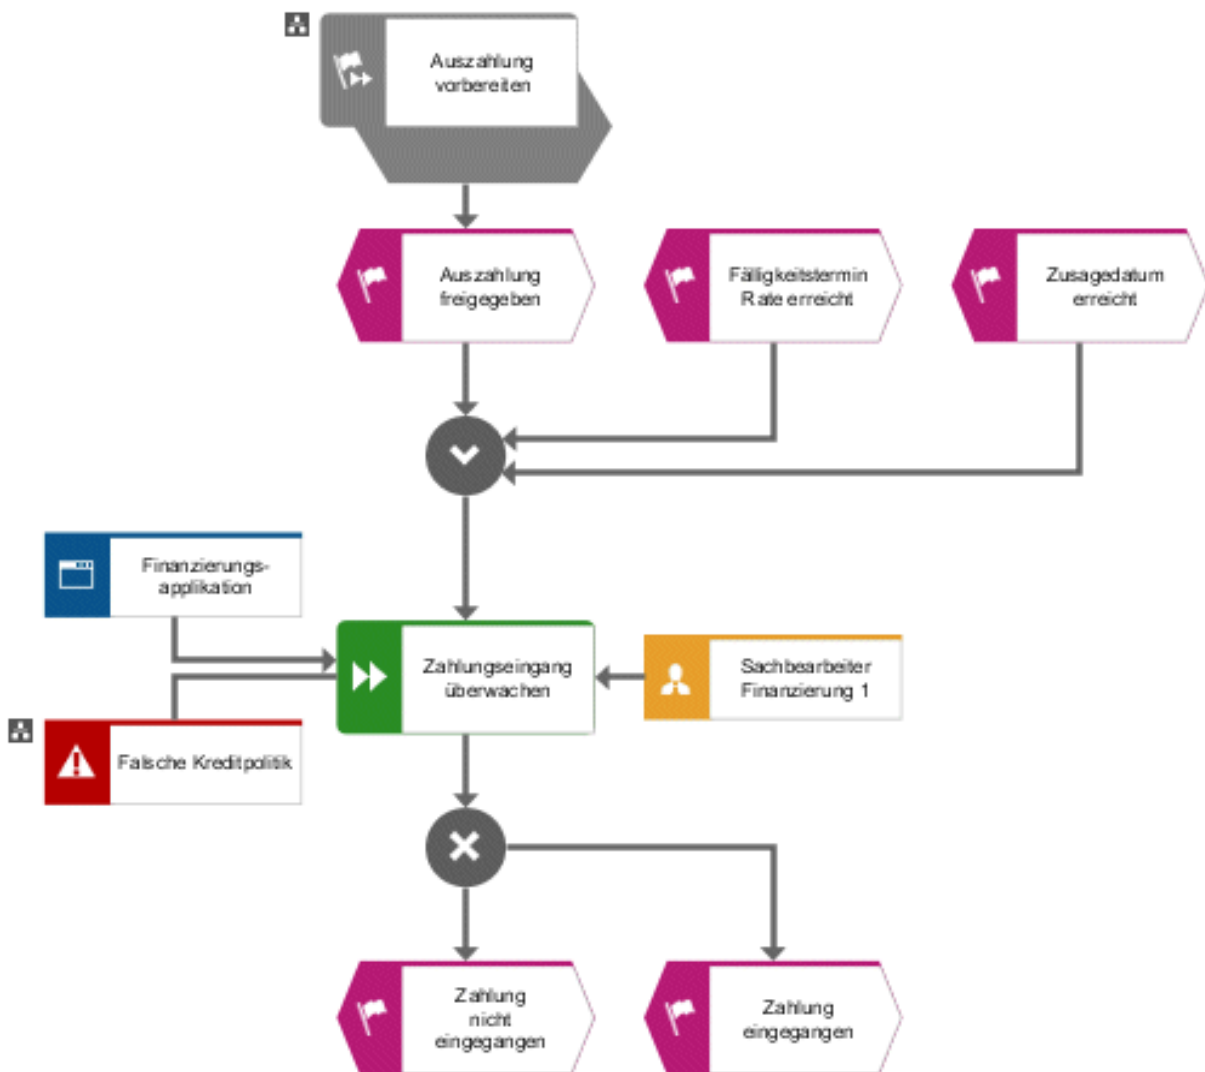 Auszahlung
vorbereiten
Auszahlung
freigegeben
Fälligkeitstermin
Rate erreicht
Zusagedatum
erreicht
Finanzierungs-
applikation
Zahlungseingang
überwachen
Sachbearbeiter
Finanzierung 1
Falsche Kreditpolitik
Zahlung
nicht
eingegangen
Zahlung
eingegangen